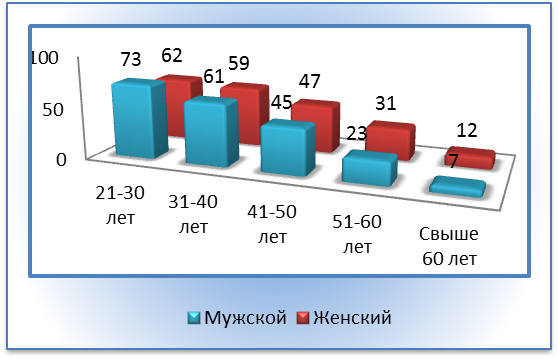 100
50
0
73
62
61
59
45
47
23
31
7
12
21-30
лет
31-40
лет
41-50
лет
51-60
лет
Свыше
60 лет
Мужской
Женский